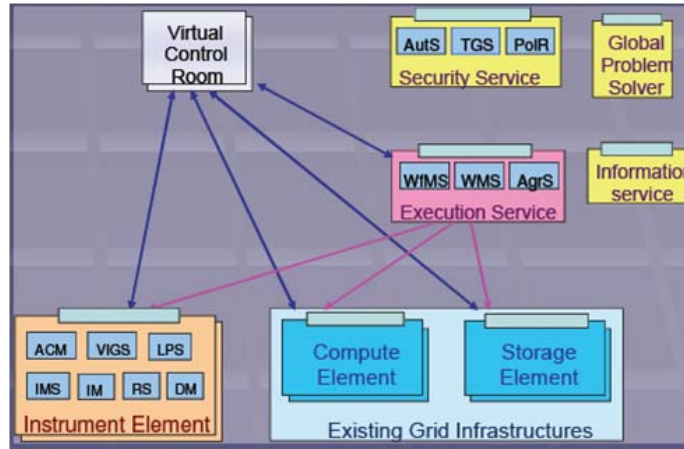 Virtual
Control
Room
AutS TGS PolR
Security Service
Global
Problem
Solver
WfMS WMS AgrS
Execution Service
Information
service
ACM VIGS LPS
IMS IM RS DM
Instrument Element
Compute
Element
Storage
Element
Existing Grid Infrastructures